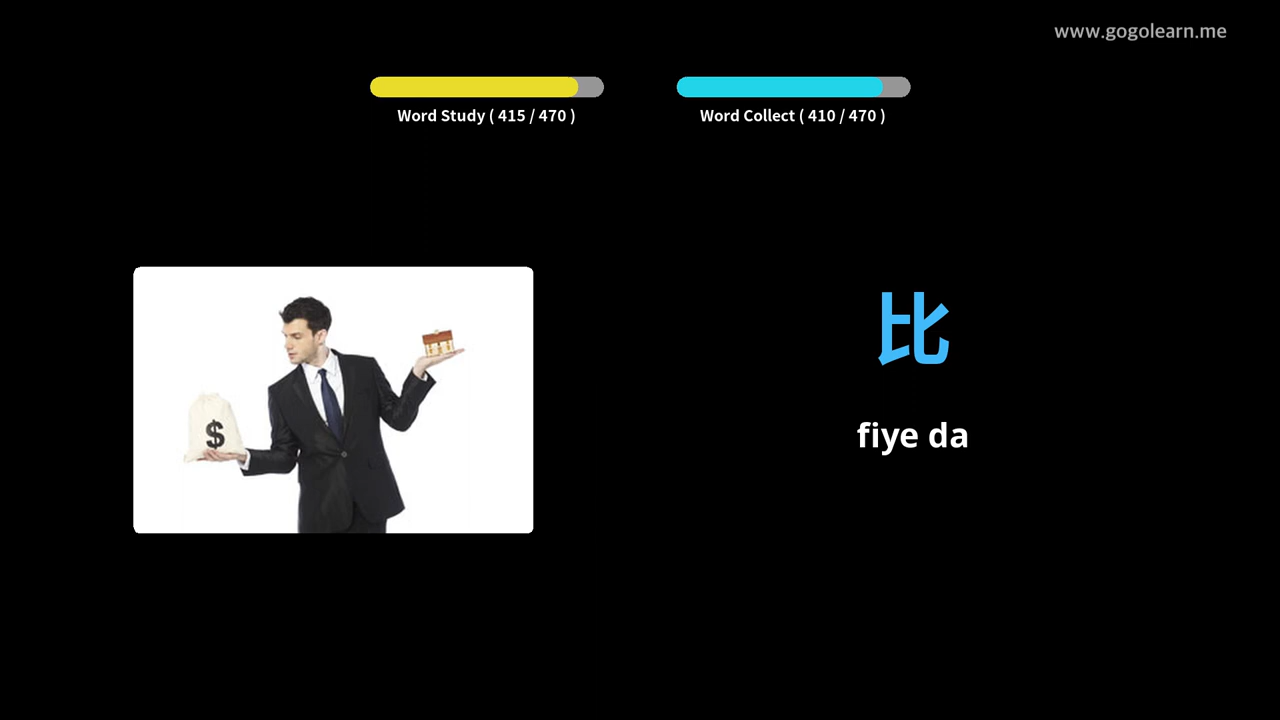 www.gogolearn.me
Word Study ( 415 / 470 )
Word Collect ( 410 / 470 )
比
$
fiye da